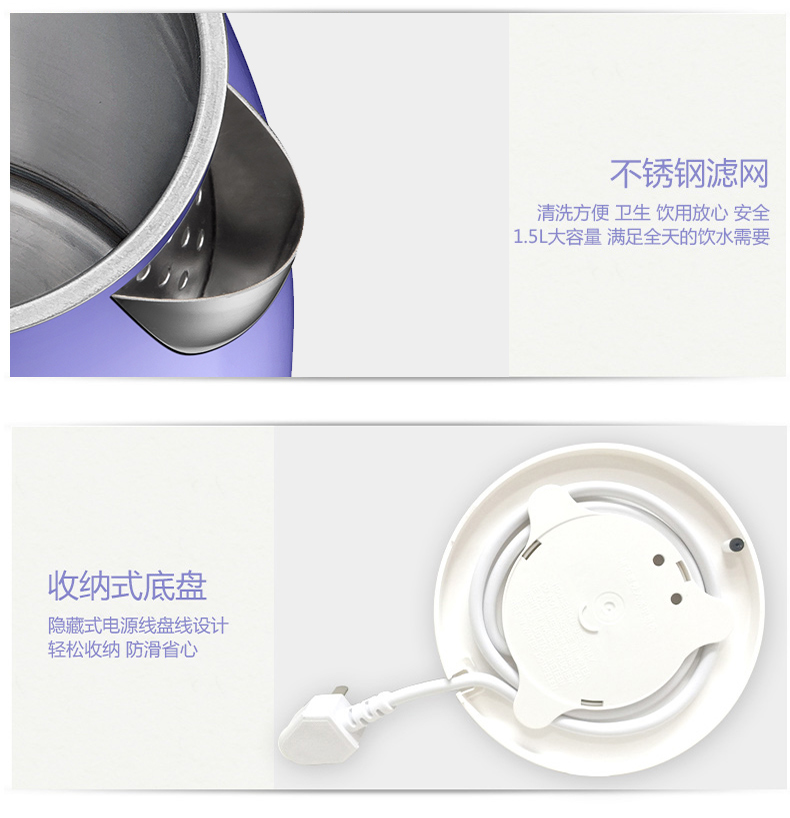 不锈钢滤网
清洗方便 卫生 饮用放心 安全
1.5L大容量 满足全天的饮水需要
收纳式底盘
隐藏式电源线盘线设计
轻松收纳 防滑省心